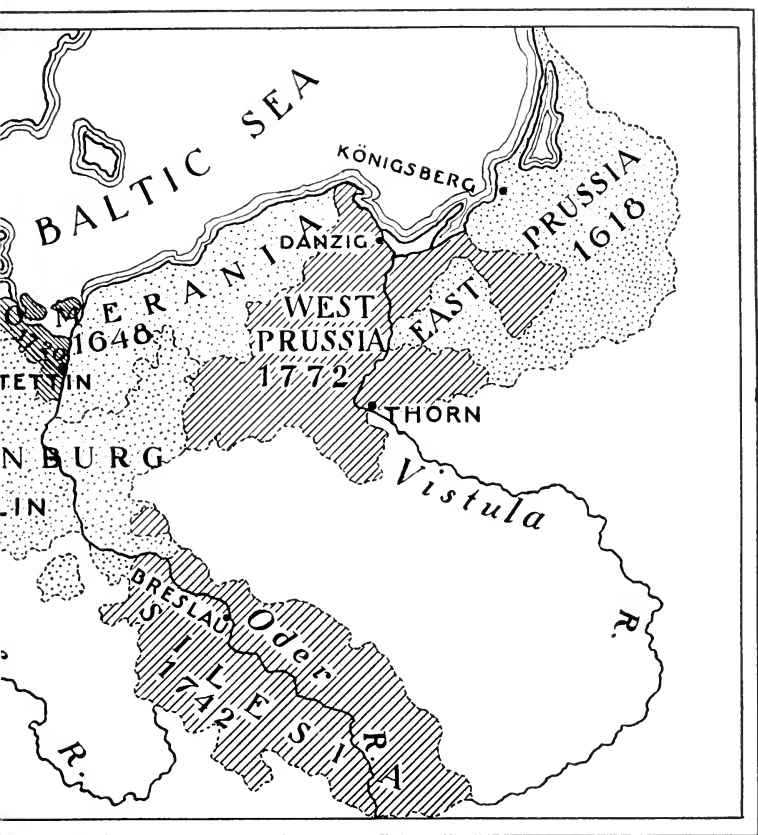 BALTIC SEA
KÖNIGSBERG
EAST PRUSSIA
1618
DANZIG
OMERANIA
1648
WEST
PRUSSIA
1772
TETTIN
THORN
NBURG
LIN
Vistula R.
BRESLAU
Oder R.
SILESIA
1742
R.